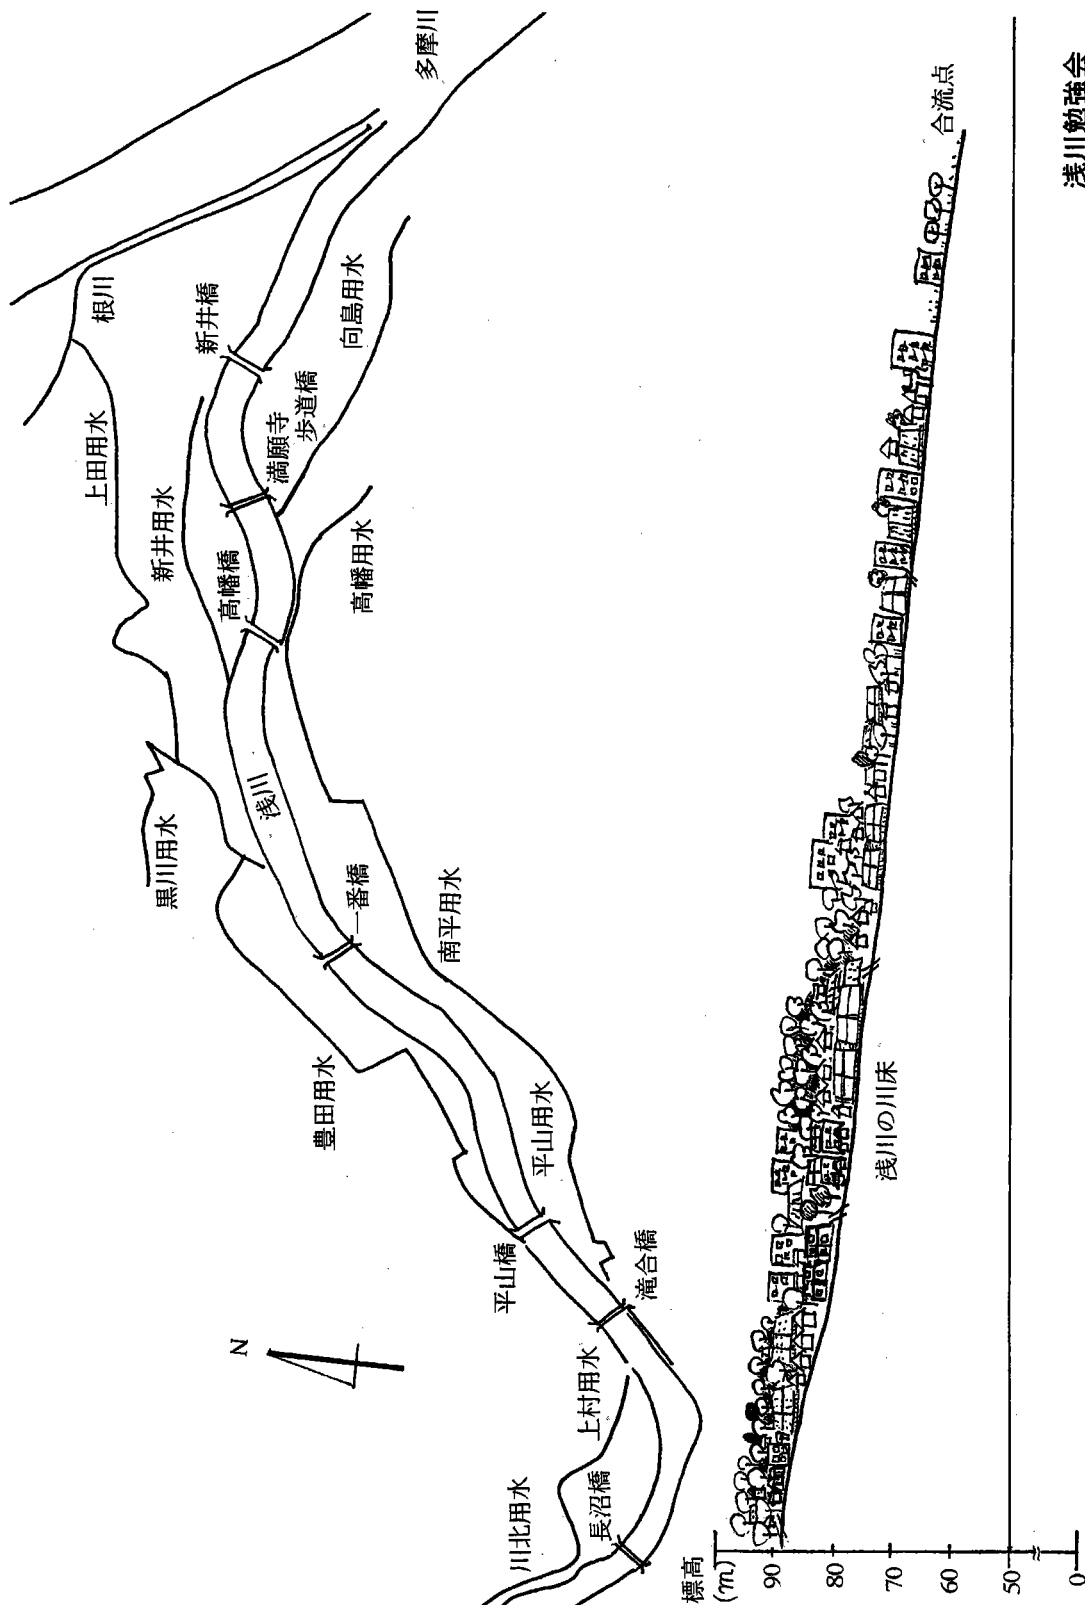 多摩川
根川
新井橋
向島用水
上田用水
満願寺
歩道橋
新井用水
高幡橋
高幡用水
黒川用水
浅川
一番橋
南平用水
豊田用水
平山用水
平山橋
滝合橋
N
上村用水
川北用水
長沼橋
標高
(m)
90
80
70
60
50
0
浅川の川床
合流点
浅川勉強会